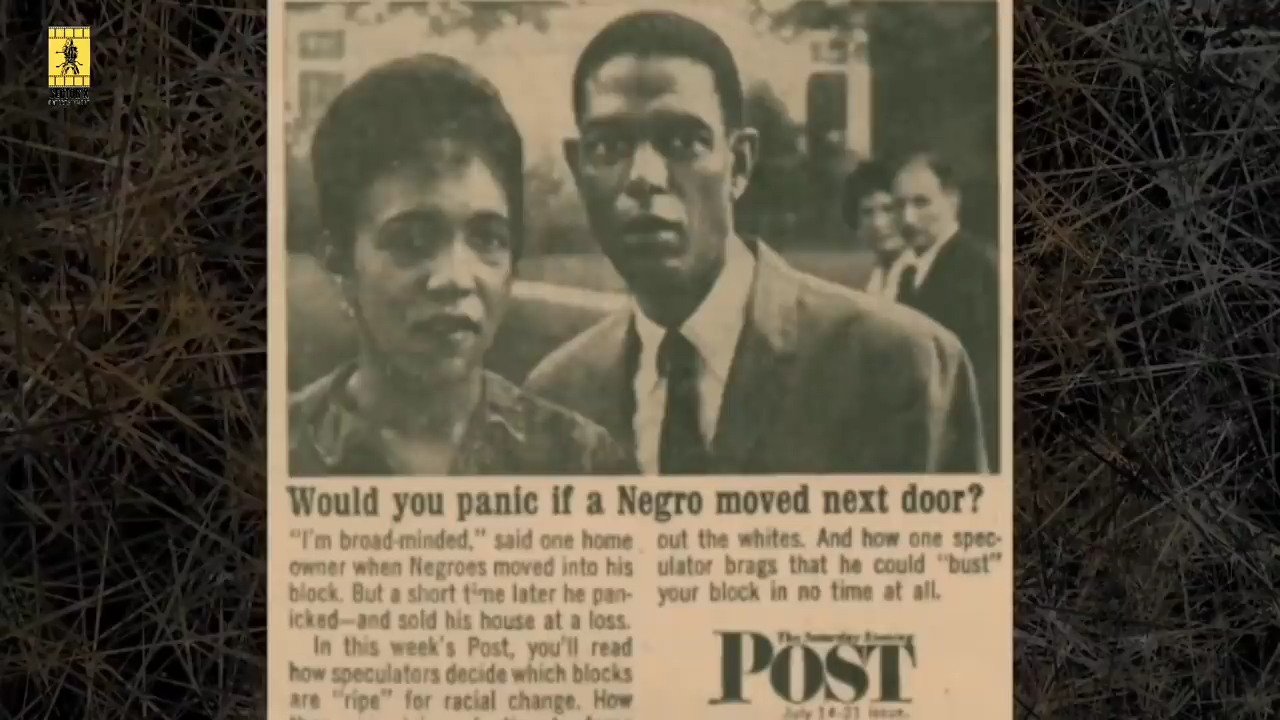 Would you panic if a Negro moved next door?
"I'm broad-minded," said one home
owner when Negroes moved into his
block. But a short time later he pan-
icked—and sold his house at a loss.
In this week's Post, you'll read
how speculators decide which blocks
are "ripe" for racial change. How
out the whites. And how one spec-
ulator brags that he could "bust"
your block in no time at all.
The Saturday Evening
POST
July 14-21 issue.